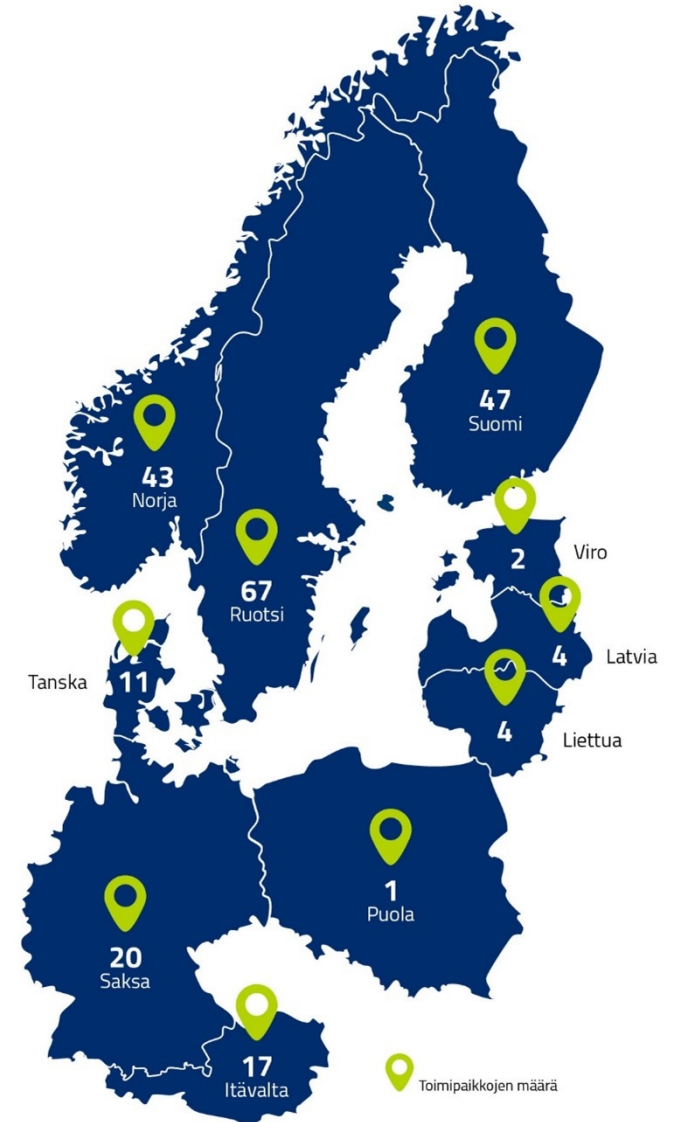 47
Suomi
43
Norja
2
Viro
67
Ruotsi
4
Latvia
Tanska
11
4
Liettua
1
Puola
20
Saksa
17
Itävalta
Toimipaikkojen määrä